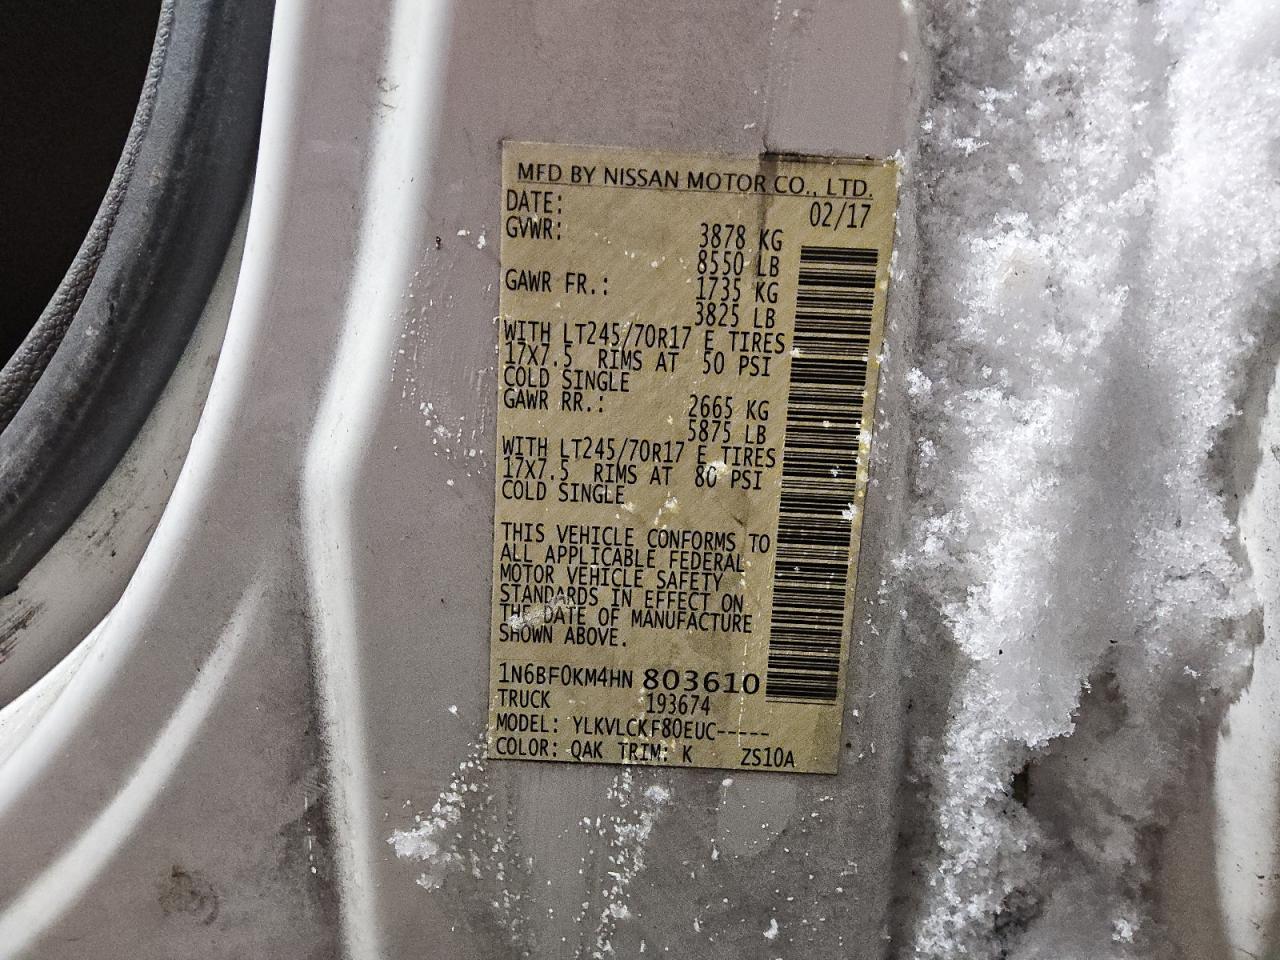 MFD BY NISSAN MOTOR CO., LTD.
DATE: 02/17
GVWR: 3878 KG
8550 LB
GAWR FR.: 1735 KG
3825 LB
WITH LT245/70R17 E TIRES
17X7.5 RIMS AT 50 PSI
COLD SINGLE
GAWR RR.: 2665 KG
5875 LB
WITH LT245/70R17 E TIRES
17X7.5 RIMS AT 80 PSI
COLD SINGLE
THIS VEHICLE CONFORMS TO
ALL APPLICABLE FEDERAL
MOTOR VEHICLE SAFETY
STANDARDS IN EFFECT ON
THE DATE OF MANUFACTURE
SHOWN ABOVE.
1N6BF0KM4HN 803610
TRUCK 193674
MODEL: YLKVLCKF80EUC-----
COLOR: QAK TRIM: K ZS10A